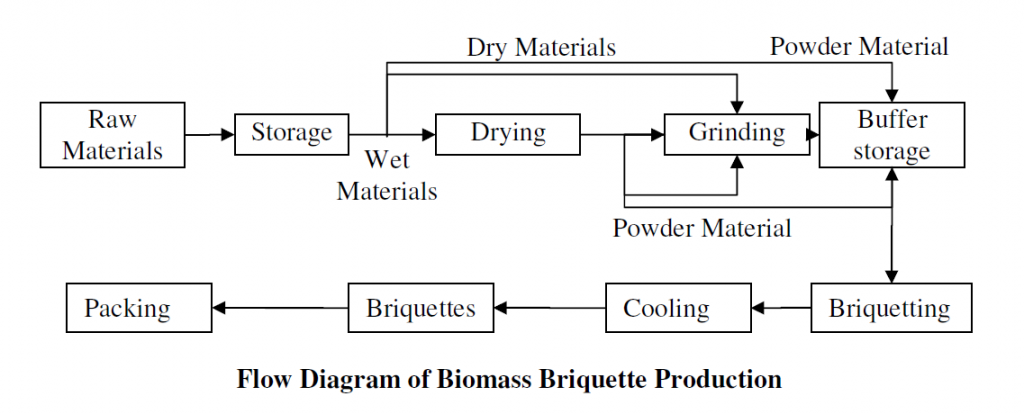 Dry Materials
Powder Material
Raw
Materials
Storage
Drying
Grinding
Buffer
storage
Wet
Materials
Powder Material
Packing
Briquettes
Cooling
Briquetting
Flow Diagram of Biomass Briquette Production